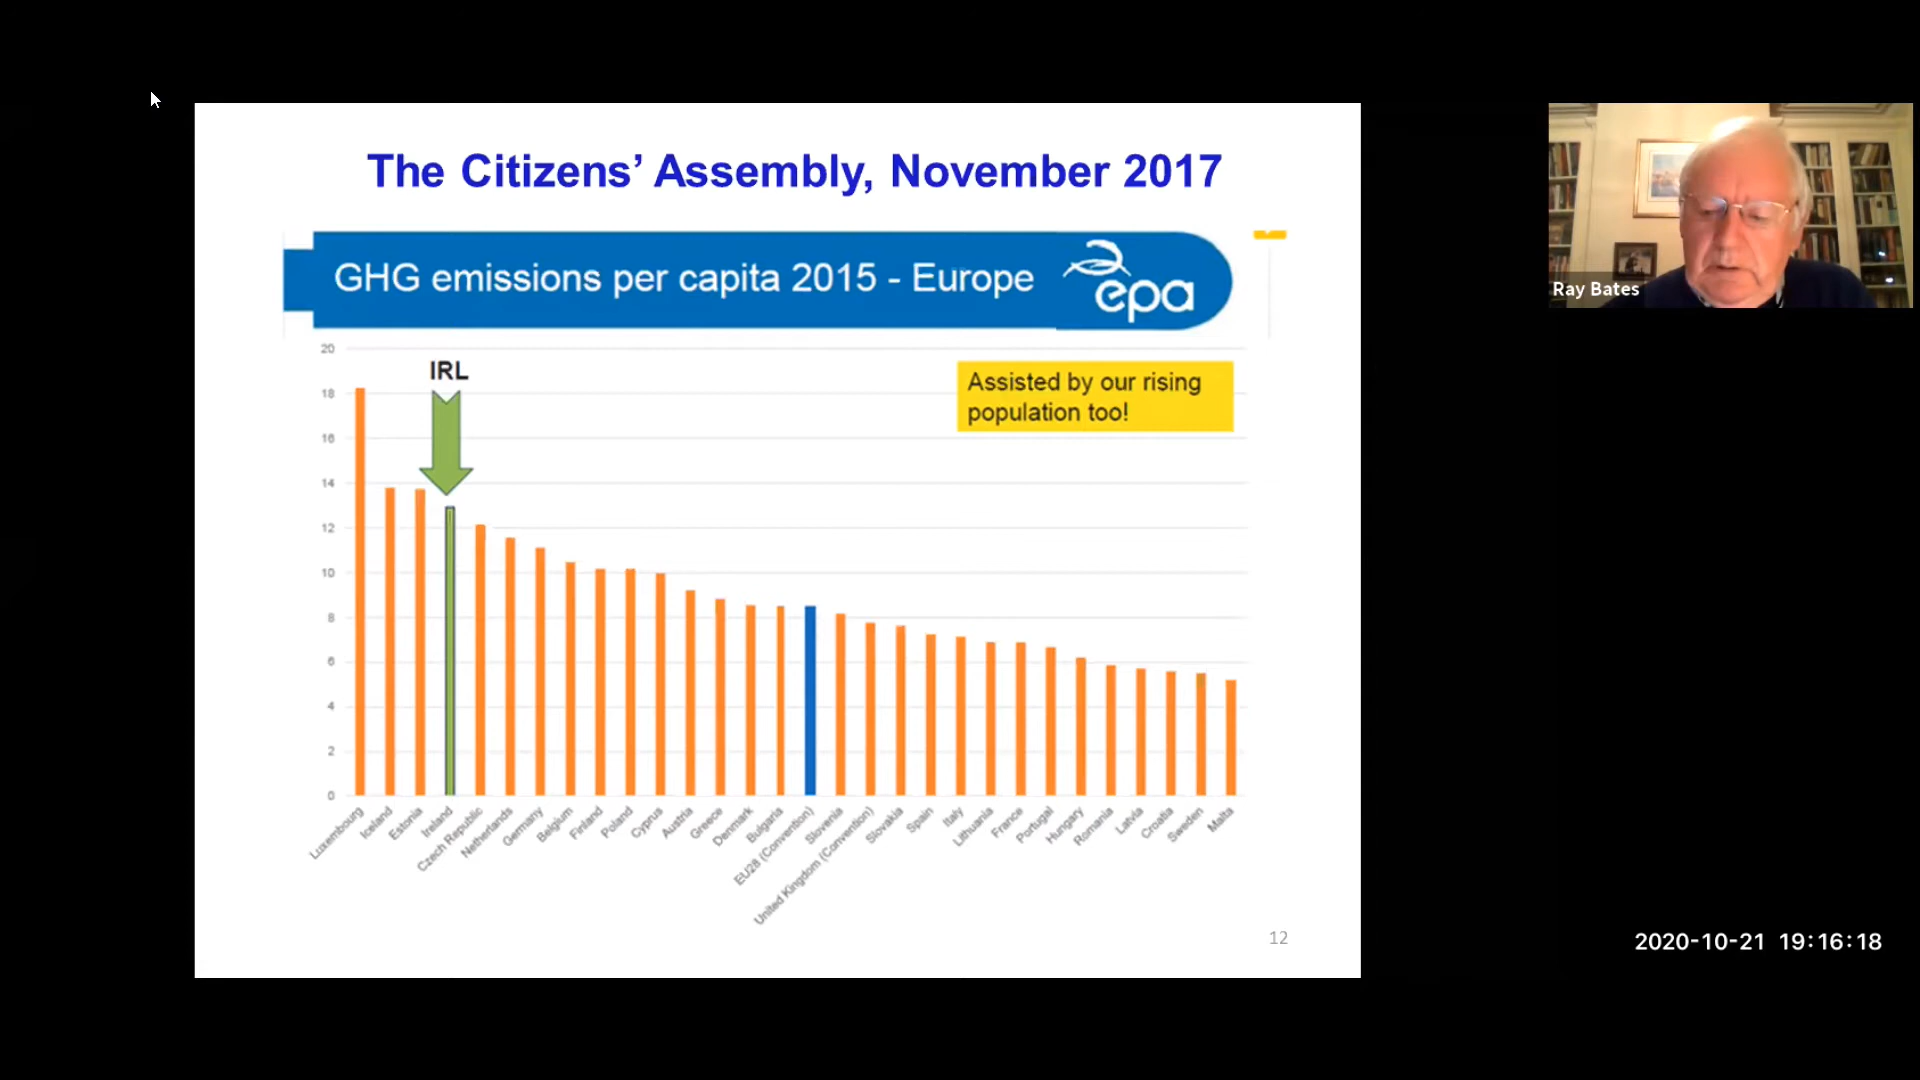 The Citizens’ Assembly, November 2017
GHG emissions per capita 2015 - Europe
epa
Ray Bates
IRL
Assisted by our rising
population too!
20
18
16
14
12
10
8
6
4
2
0
Luxembourg
Iceland
Estonia
Ireland
Czech Republic
Netherlands
Germany
Belgium
Finland
Poland
Cyprus
Austria
Greece
Denmark
Bulgaria
EU28 (Convention)
Slovenia
United Kingdom (Convention)
Slovakia
Spain
Italy
Lithuania
France
Portugal
Hungary
Romania
Latvia
Croatia
Sweden
Malta
12
2020-10-21 19:16:18